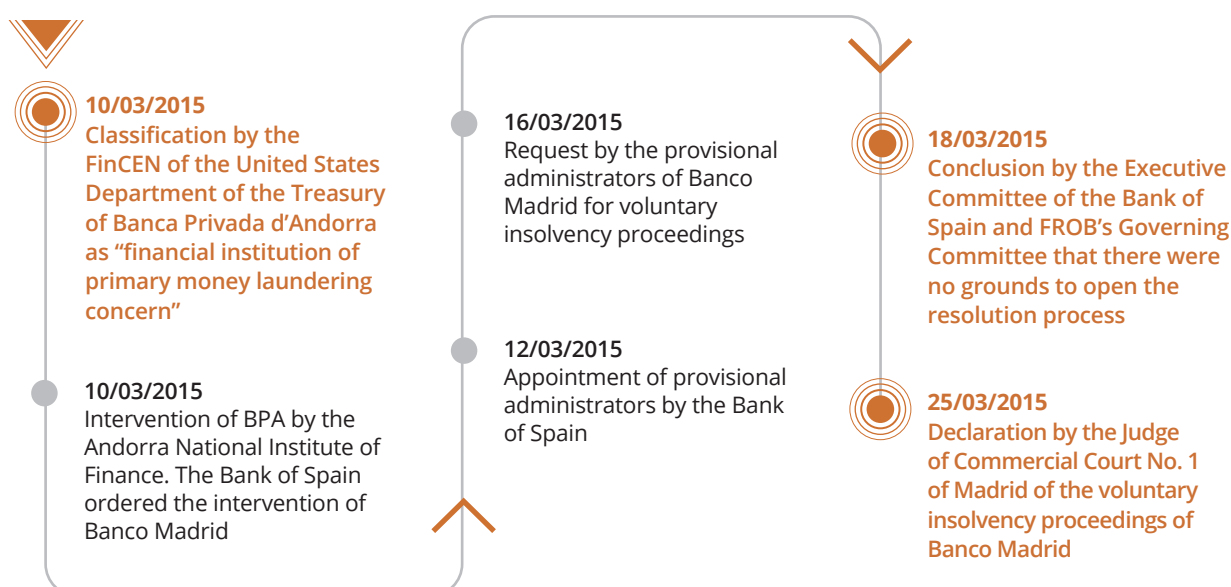 10/03/2015
Classification by the
FinCEN of the United States
Department of the Treasury
of Banca Privada d’Andorra
as “financial institution of
primary money laundering
concern”
10/03/2015
Intervention of BPA by the
Andorra National Institute of
Finance. The Bank of Spain
ordered the intervention of
Banco Madrid
12/03/2015
Appointment of provisional
administrators by the Bank
of Spain
16/03/2015
Request by the provisional
administrators of Banco
Madrid for voluntary
insolvency proceedings
18/03/2015
Conclusion by the Executive
Committee of the Bank of
Spain and FROB’s Governing
Committee that there were
no grounds to open the
resolution process
25/03/2015
Declaration by the Judge
of Commercial Court No. 1
of Madrid of the voluntary
insolvency proceedings of
Banco Madrid